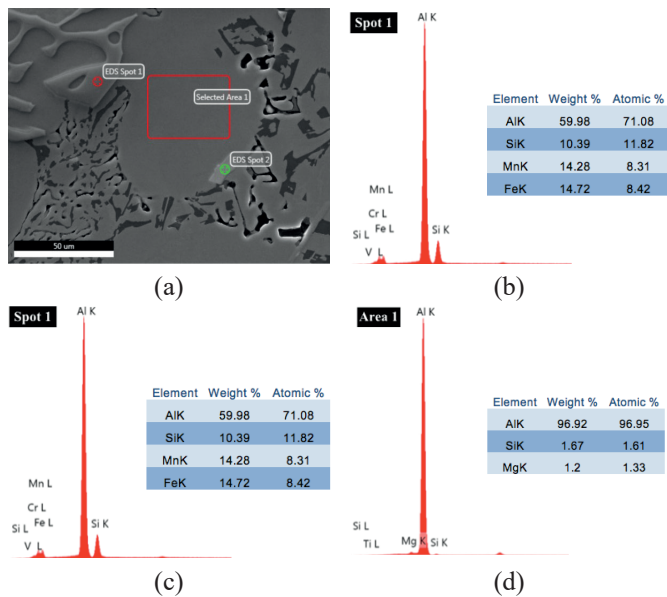 EDS Spot 1
Selected Area 1
EDS Spot 2
50 um
(a)
Spot 1
Al K
Mn L
Cr L
Fe L
Si L
Si K
V L
Element Weight % Atomic %
AlK 59.98 71.08
SiK 10.39 11.82
MnK 14.28 8.31
FeK 14.72 8.42
(b)
Spot 1
Al K
Mn L
Cr L
Si L Fe L
Si K
V L
Element Weight % Atomic %
AlK 59.98 71.08
SiK 10.39 11.82
MnK 14.28 8.31
FeK 14.72 8.42
(c)
Area 1
Al K
Si L
Ti L
Mg K
Si K
Element Weight % Atomic %
AlK 96.92 96.95
SiK 1.67 1.61
MgK 1.2 1.33
(d)